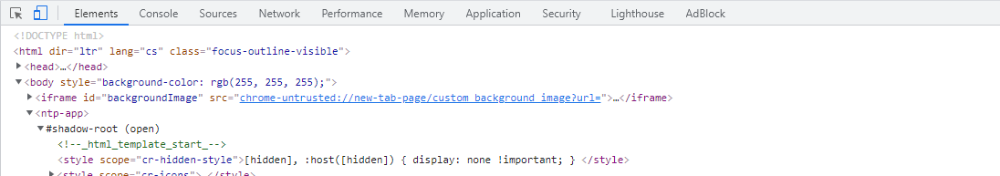 Elements Console Sources Network Performance Memory Application Security Lighthouse AdBlock
<!DOCTYPE html>
<html dir="ltr" lang="cs" class="focus-outline-visible">
<head>…</head>
<body style="background-color: rgb(255, 255, 255);">
<iframe id="backgroundImage" src="chrome-untrusted://new-tab-page/custom_background_image?url=">…</iframe>
<ntp-app>
#shadow-root (open)
<!--_html_template_start_-->
<style scope="cr-hidden-style">[hidden], :host([hidden]) { display: none !important; } </style>
<style scope="cr-icons"> </style>